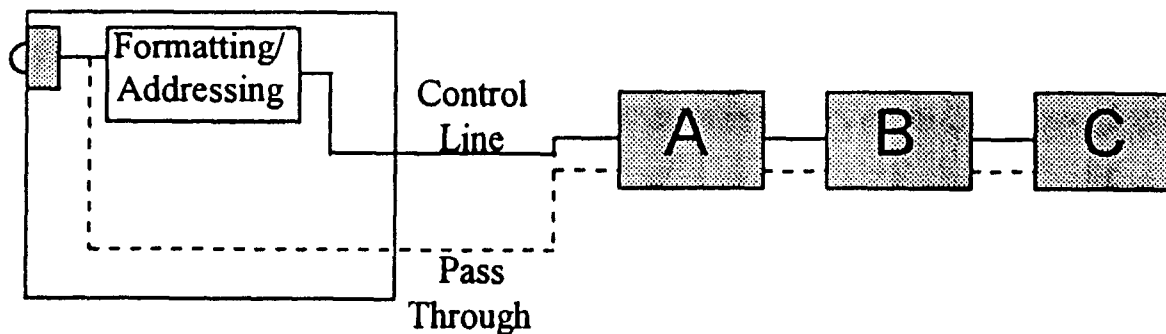 Formatting/
Addressing
Control
Line
A
B
C
Pass
Through